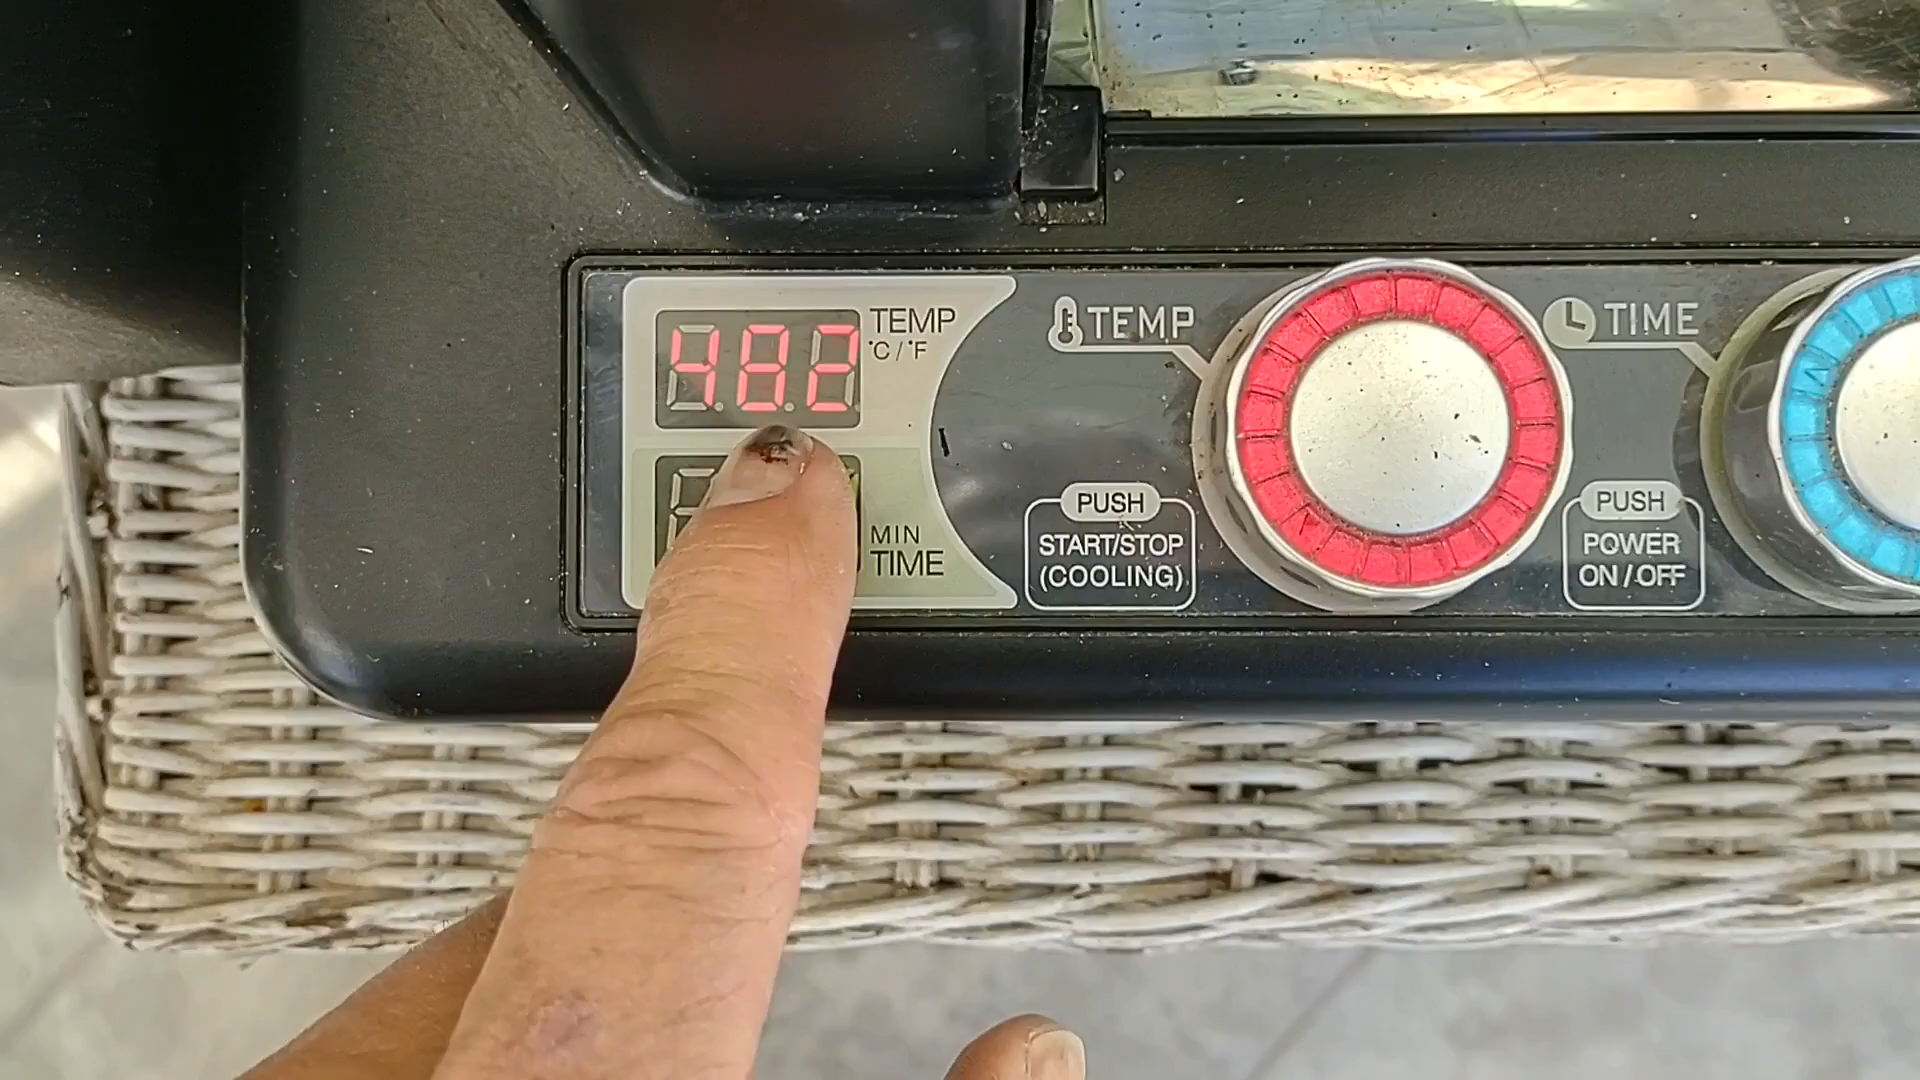 482
TEMP
°C/°F
MIN
TIME
TEMP
PUSH
START/STOP
(COOLING)
TIME
PUSH
POWER
ON/OFF